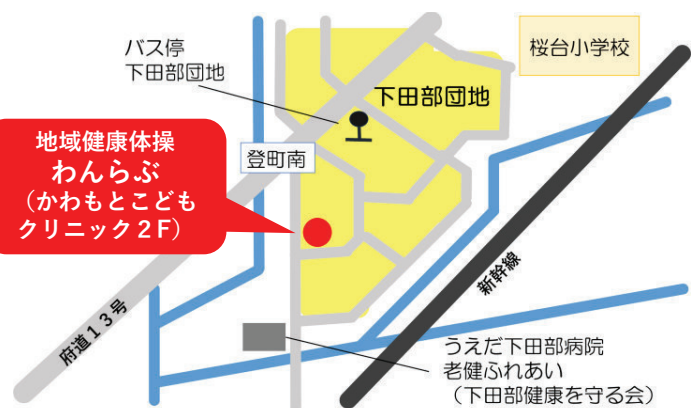 バス停
下田部団地
桜台小学校
下田部団地
地域健康体操
わんらぶ
（かわもとこども
クリニック２F）
登町南
新幹線
府道１３号
うえだ下田部病院
老健ふれあい
（下田部健康を守る会）